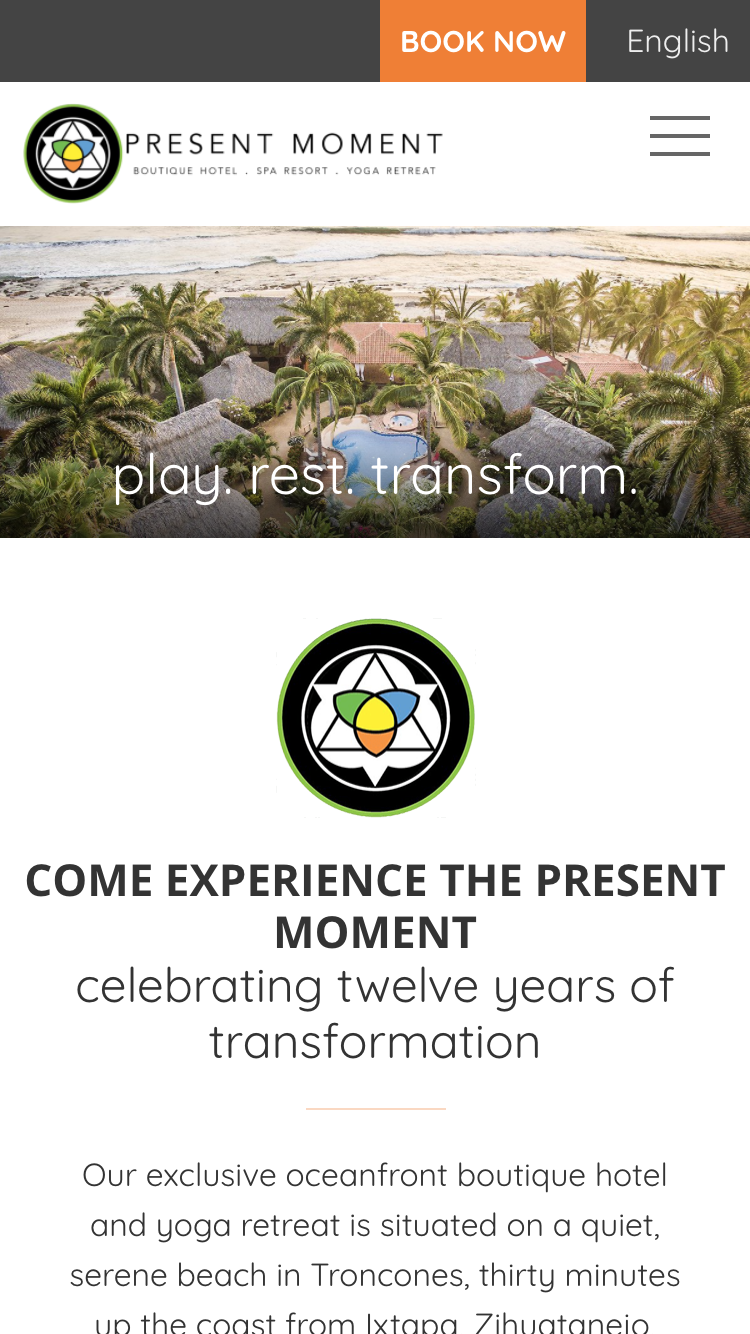 BOOK NOW
English
PRESENT MOMENT
BOUTIQUE HOTEL . SPA RESORT . YOGA RETREAT
play. rest. transform.
COME EXPERIENCE THE PRESENT
MOMENT
celebrating twelve years of
transformation
Our exclusive oceanfront boutique hotel
and yoga retreat is situated on a quiet,
serene beach in Troncones, thirty minutes
up the coast from Ixtapa, Zihuatanejo